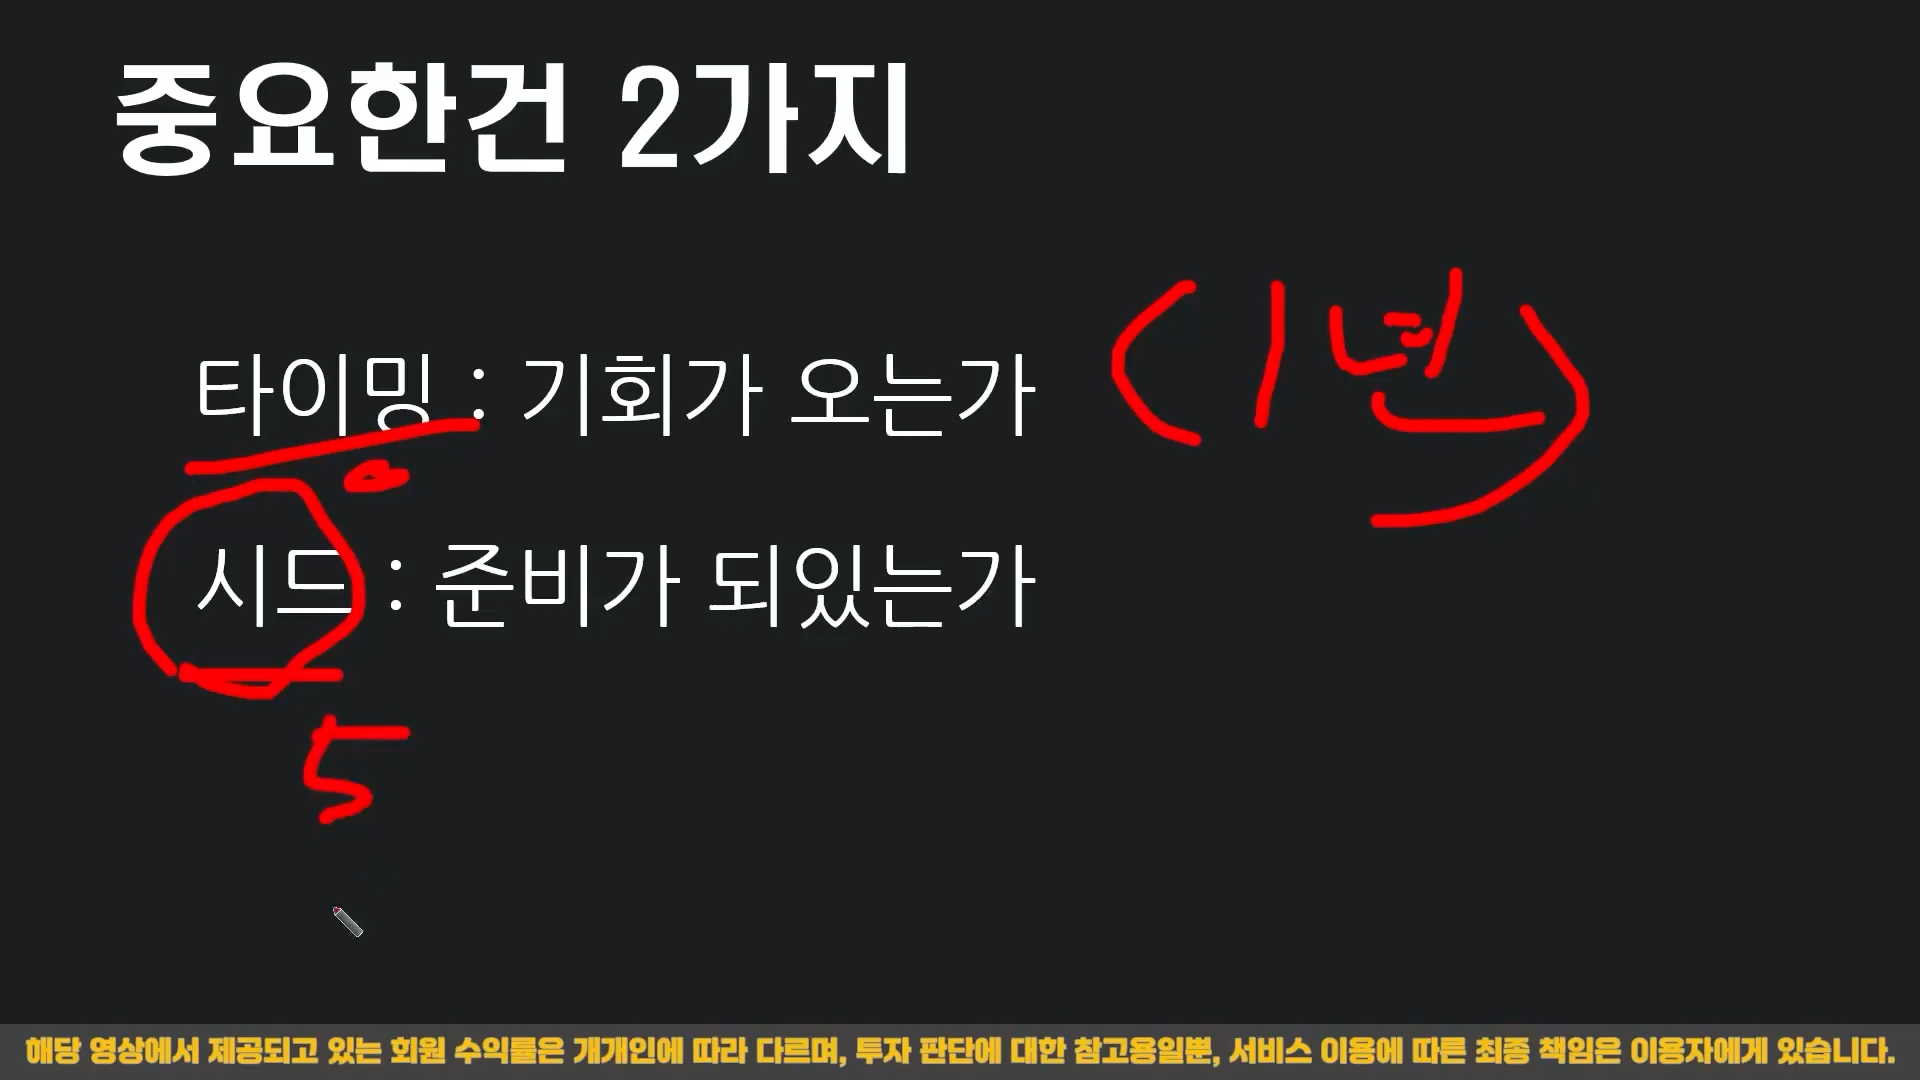 중요한건 2가지
타이밍 : 기회가 오는가 (1년)
시드 : 준비가 되있는가
5
해당 영상에서 제공되고 있는 회원 수익률은 개개인에 따라 다르며, 투자 판단에 대한 참고용일뿐, 서비스 이용에 따른 최종 책임은 이용자에게 있습니다.